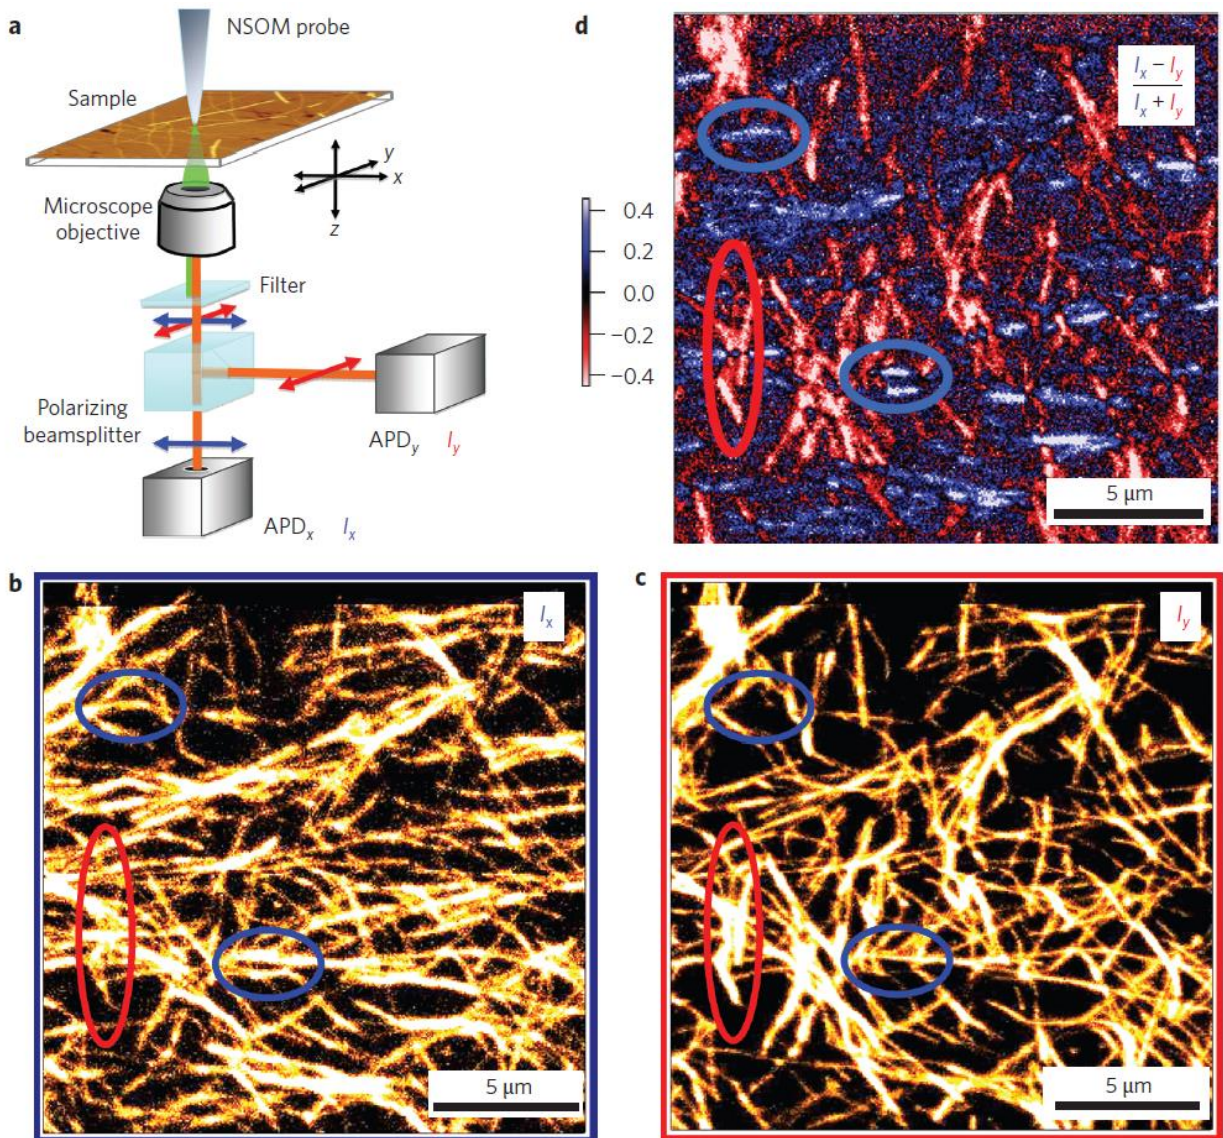 a
NSOM probe
Sample
y
x
z
Microscope
objective
Filter
Polarizing
beamsplitter
APDy Iy
APDx Ix
d
Ix − Iy
Ix + Iy
0.4
0.2
0.0
−0.2
−0.4
5 μm
b
Ix
5 μm
c
Iy
5 μm